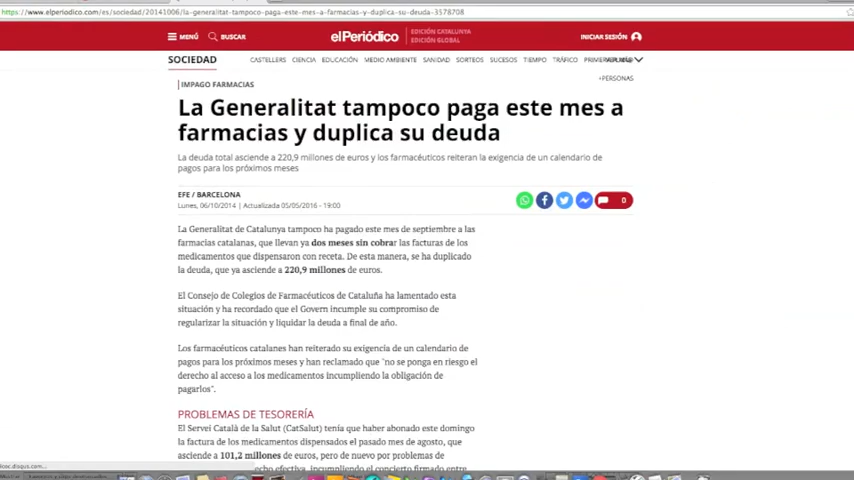 https://www.elperiodico.com/es/sociedad/20141006/la-generalitat-tampoco-paga-este-mes-a-farmacias-y-duplica-su-deuda-3578708
MENÚ BUSCAR elPeriódico EDICIÓN CATALUNYA INICIAR SESIÓN
EDICIÓN GLOBAL
SOCIEDAD CASTELLERS CIENCIA EDUCACIÓN MEDIO AMBIENTE SANIDAD SORTEOS SUCESOS TIEMPO TRÁFICO
+PERSONAS
IMPAGO FARMACIAS
La Generalitat tampoco paga este mes a
farmacias y duplica su deuda
La deuda total asciende a 220,9 millones de euros y los farmacéuticos reiteran la exigencia de un calendario de
pagos para los próximos meses
EFE / BARCELONA
Lunes, 06/10/2014 | Actualizada 05/05/2016 - 19:00
0
La Generalitat de Catalunya tampoco ha pagado este mes de septiembre a las
farmacias catalanas, que llevan ya dos meses sin cobrar las facturas de los
medicamentos que dispensaron con receta. De esta manera, se ha duplicado
la deuda, que ya asciende a 220,9 millones de euros.
El Consejo de Colegios de Farmacéuticos de Cataluña ha lamentado esta
situación y ha recordado que el Govern incumple su compromiso de
regularizar la situación y liquidar la deuda a final de año.
Los farmacéuticos catalanes han reiterado su exigencia de un calendario de
pagos para los próximos meses y han reclamado que "no se ponga en riesgo el
derecho al acceso a los medicamentos incumpliendo la obligación de
pagarlos".
PROBLEMAS DE TESORERÍA
El Servei Català de la Salut (CatSalut) tenía que haber abonado este domingo
la factura de los medicamentos dispensados el pasado mes de agosto, que
asciende a 101,2 millones de euros, pero de nuevo por problemas de
echo efectiva, incumpliendo el concierto firmado entre